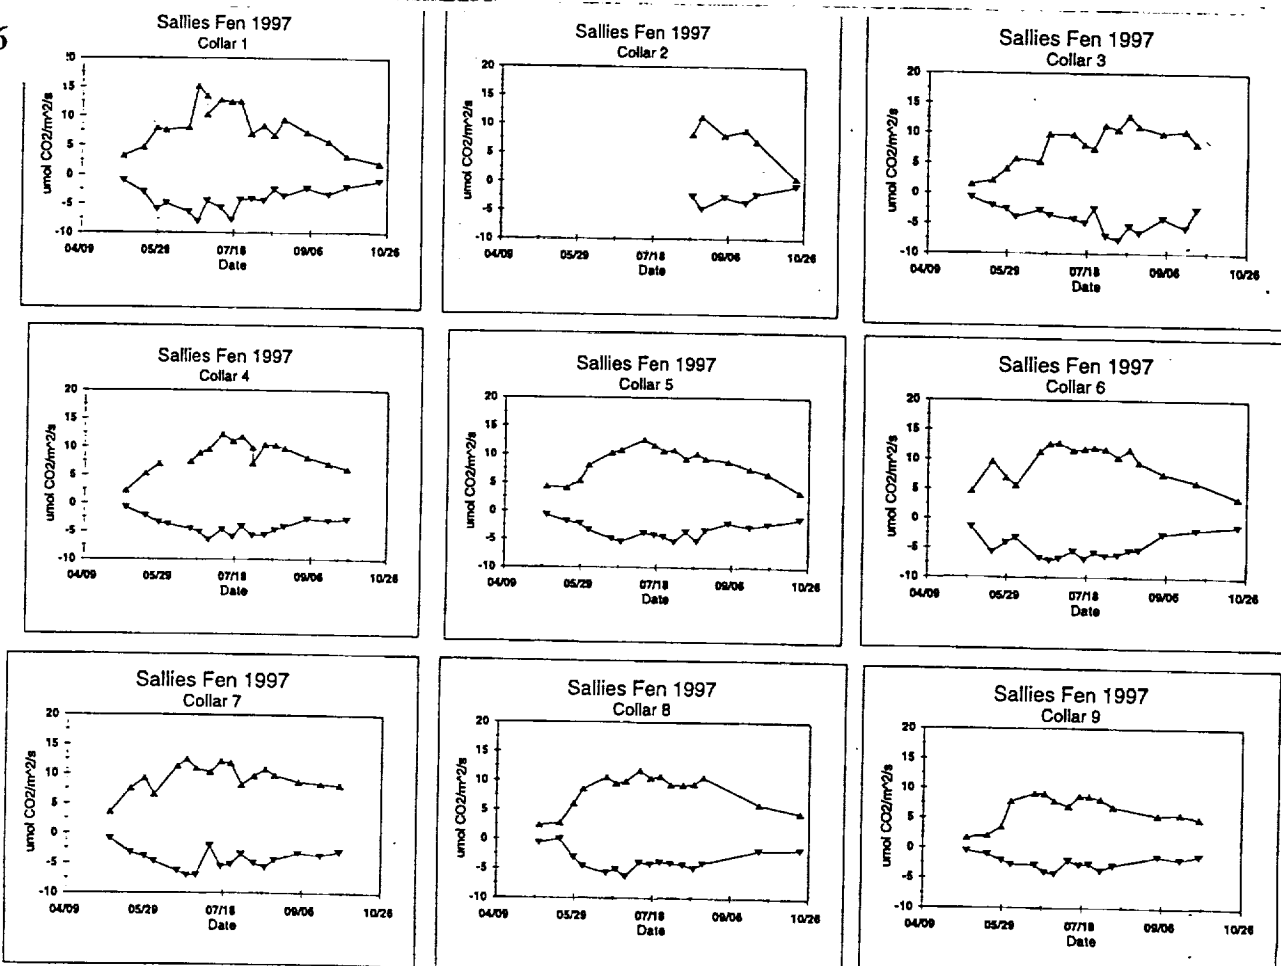 6
Sallies Fen 1997
Collar 1
umol CO2/m^2/s
20
15
10
5
0
-5
-10
04/09 05/29 07/18 09/06 10/26
Date
Sallies Fen 1997
Collar 2
umol CO2/m^2/s
20
15
10
5
0
-5
-10
04/09 05/29 07/18 09/06 10/26
Date
Sallies Fen 1997
Collar 3
umol CO2/m^2/s
20
15
10
5
0
-5
-10
04/09 05/29 07/18 09/06 10/26
Date
Sallies Fen 1997
Collar 4
umol CO2/m^2/s
20
15
10
5
0
-5
-10
04/09 05/29 07/18 09/06 10/26
Date
Sallies Fen 1997
Collar 5
umol CO2/m^2/s
20
15
10
5
0
-5
-10
04/09 05/29 07/18 09/06 10/26
Date
Sallies Fen 1997
Collar 6
umol CO2/m^2/s
20
15
10
5
0
-5
-10
04/09 05/29 07/18 09/06 10/26
Date
Sallies Fen 1997
Collar 7
umol CO2/m^2/s
20
15
10
5
0
-5
-10
04/09 05/29 07/18 09/06 10/26
Date
Sallies Fen 1997
Collar 8
umol CO2/m^2/s
20
15
10
5
0
-5
-10
04/09 05/29 07/18 09/06 10/26
Date
Sallies Fen 1997
Collar 9
umol CO2/m^2/s
20
15
10
5
0
-5
-10
04/09 05/29 07/18 09/06 10/26
Date